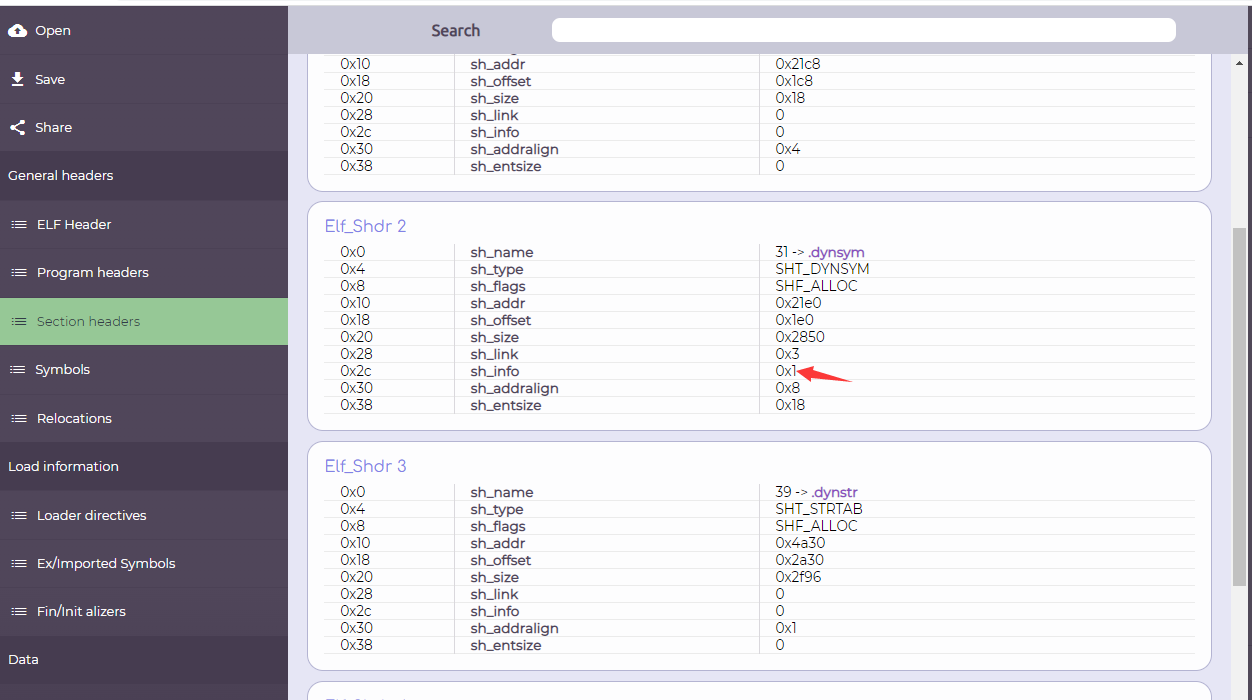 Open
Save
Share
General headers
ELF Header
Program headers
Section headers
Symbols
Relocations
Load information
Loader directives
Ex/Imported Symbols
Fin/Init alizers
Data
Search
0x10 sh_addr 0x21c8
0x18 sh_offset 0x1c8
0x20 sh_size 0x18
0x28 sh_link 0
0x2c sh_info 0
0x30 sh_addralign 0x4
0x38 sh_entsize 0
Elf_Shdr 2
0x0 sh_name 31 -> .dynsym
0x4 sh_type SHT_DYNSYM
0x8 sh_flags SHF_ALLOC
0x10 sh_addr 0x21e0
0x18 sh_offset 0x1e0
0x20 sh_size 0x2850
0x28 sh_link 0x3
0x2c sh_info 0x1
0x30 sh_addralign 0x8
0x38 sh_entsize 0x18
Elf_Shdr 3
0x0 sh_name 39 -> .dynstr
0x4 sh_type SHT_STRTAB
0x8 sh_flags SHF_ALLOC
0x10 sh_addr 0x4a30
0x18 sh_offset 0x2a30
0x20 sh_size 0x2f96
0x28 sh_link 0
0x2c sh_info 0
0x30 sh_addralign 0x1
0x38 sh_entsize 0